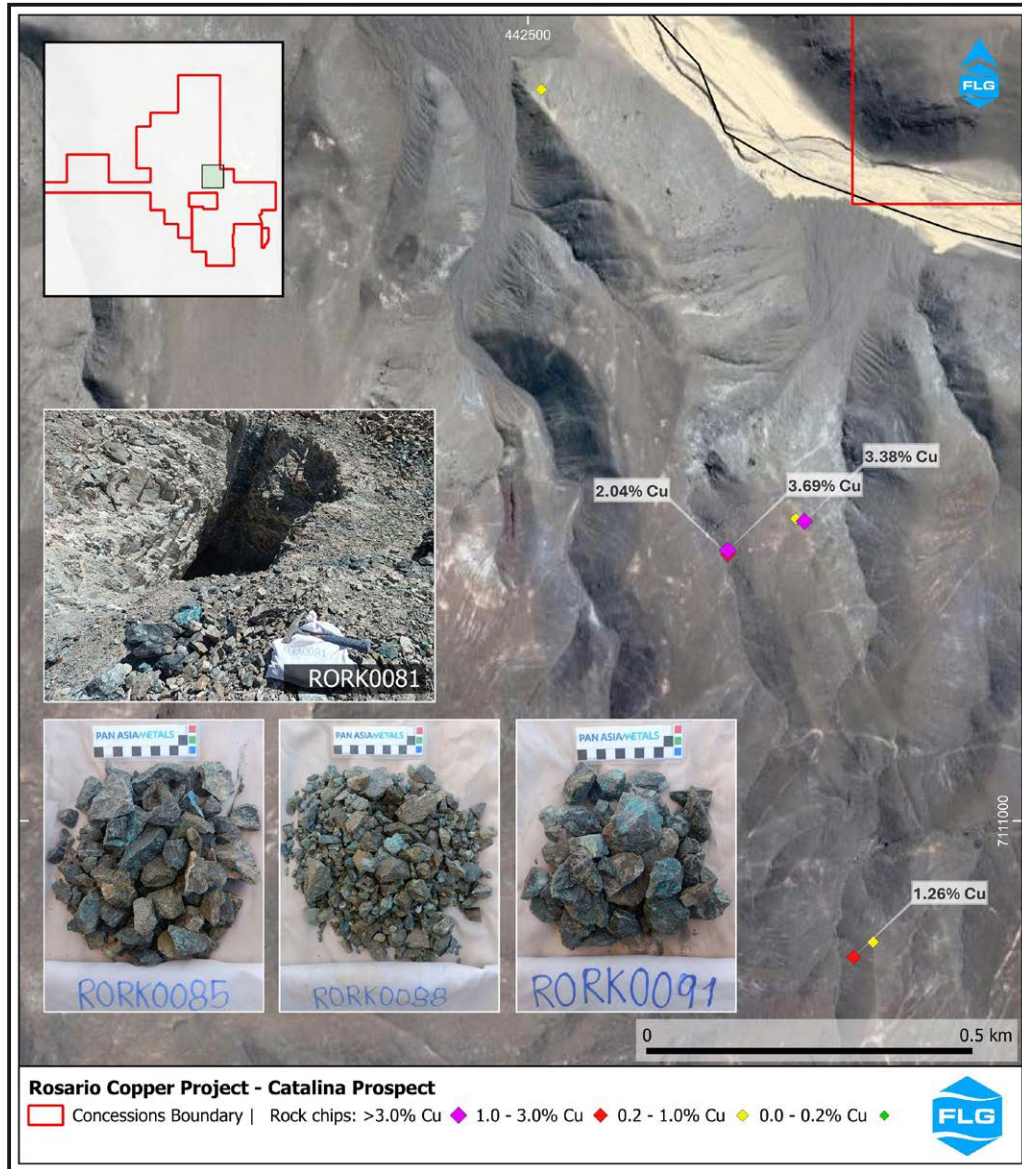 442500
FLG
3.38% Cu
3.69% Cu
2.04% Cu
RORK0081
PAN ASIA METALS
PAN ASIA METALS
PAN ASIA METALS
7111000
1.26% Cu
RORK0085
RORK0088
RORK0091
0
0.5 km
Rosario Copper Project - Catalina Prospect
Concessions Boundary | Rock chips: >3.0% Cu 1.0 - 3.0% Cu 0.2 - 1.0% Cu 0.0 - 0.2% Cu
FLG